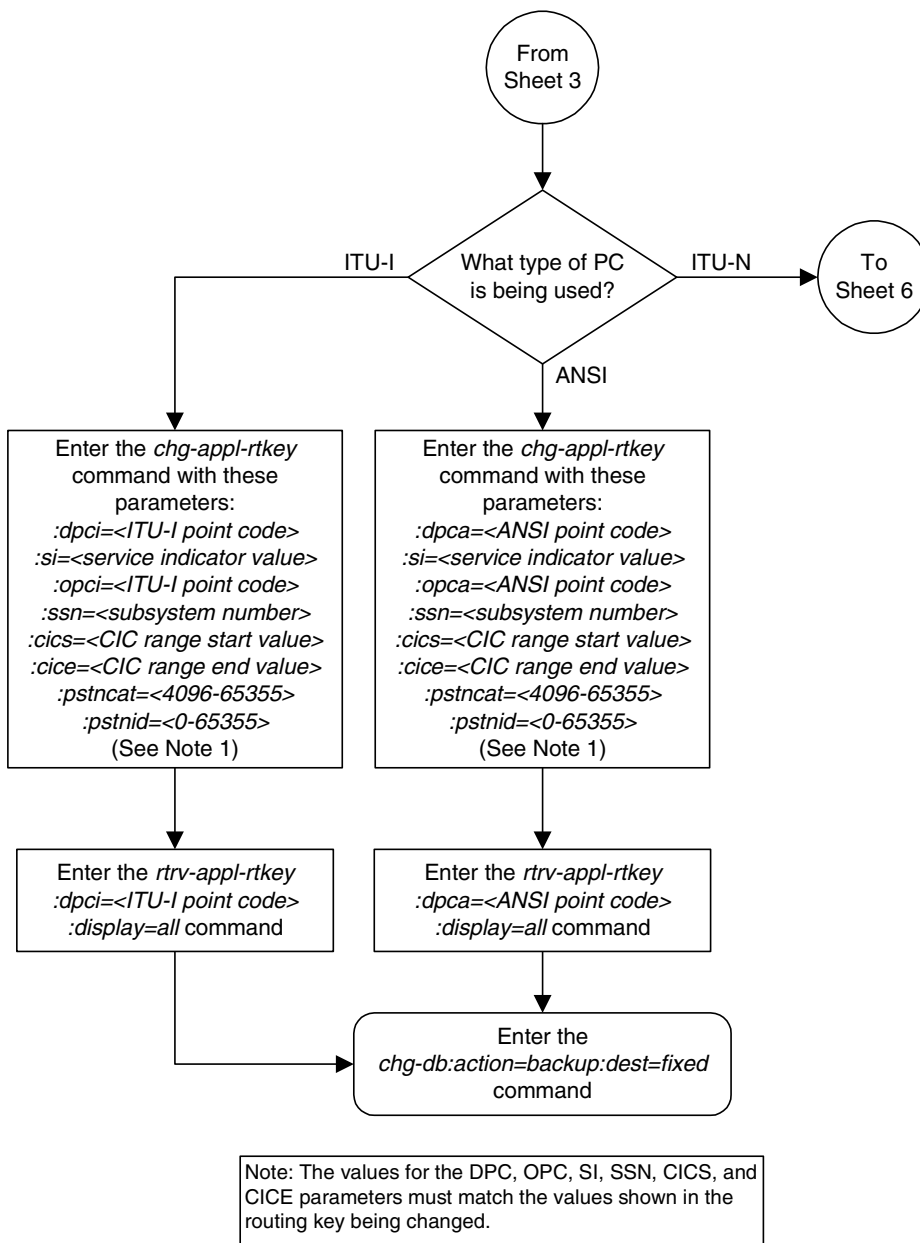 From
Sheet 3
What type of PC
is being used?
ITU-I
ITU-N
To
Sheet 6
ANSI
Enter the chg-appl-rtkey
command with these
parameters:
:dpci=<ITU-I point code>
:si=<service indicator value>
:opci=<ITU-I point code>
:ssn=<subsystem number>
:cics=<CIC range start value>
:cice=<CIC range end value>
:pstncat=<4096-65355>
:pstnid=<0-65355>
(See Note 1)
Enter the chg-appl-rtkey
command with these
parameters:
:dpca=<ANSI point code>
:si=<service indicator value>
:opca=<ANSI point code>
:ssn=<subsystem number>
:cics=<CIC range start value>
:cice=<CIC range end value>
:pstncat=<4096-65355>
:pstnid=<0-65355>
(See Note 1)
Enter the rtrv-appl-rtkey
:dpci=<ITU-I point code>
:display=all command
Enter the rtrv-appl-rtkey
:dpca=<ANSI point code>
:display=all command
Enter the
chg-db:action=backup:dest=fixed
command
Note: The values for the DPC, OPC, SI, SSN, CICS, and
CICE parameters must match the values shown in the
routing key being changed.